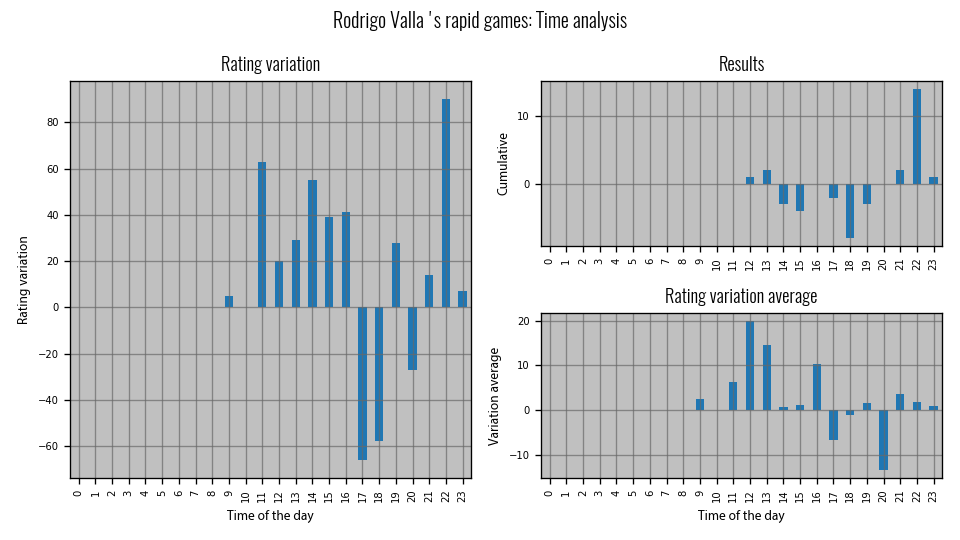 Rodrigo Valla 's rapid games: Time analysis
Rating variation
Rating variation
80
60
40
20
0
−20
−40
−60
0 1 2 3 4 5 6 7 8 9 10 11 12 13 14 15 16 17 18 19 20 21 22 23
Time of the day
Results
Cumulative
10
0
0 1 2 3 4 5 6 7 8 9 10 11 12 13 14 15 16 17 18 19 20 21 22 23
Rating variation average
Variation average
20
10
0
−10
0 1 2 3 4 5 6 7 8 9 10 11 12 13 14 15 16 17 18 19 20 21 22 23
Time of the day